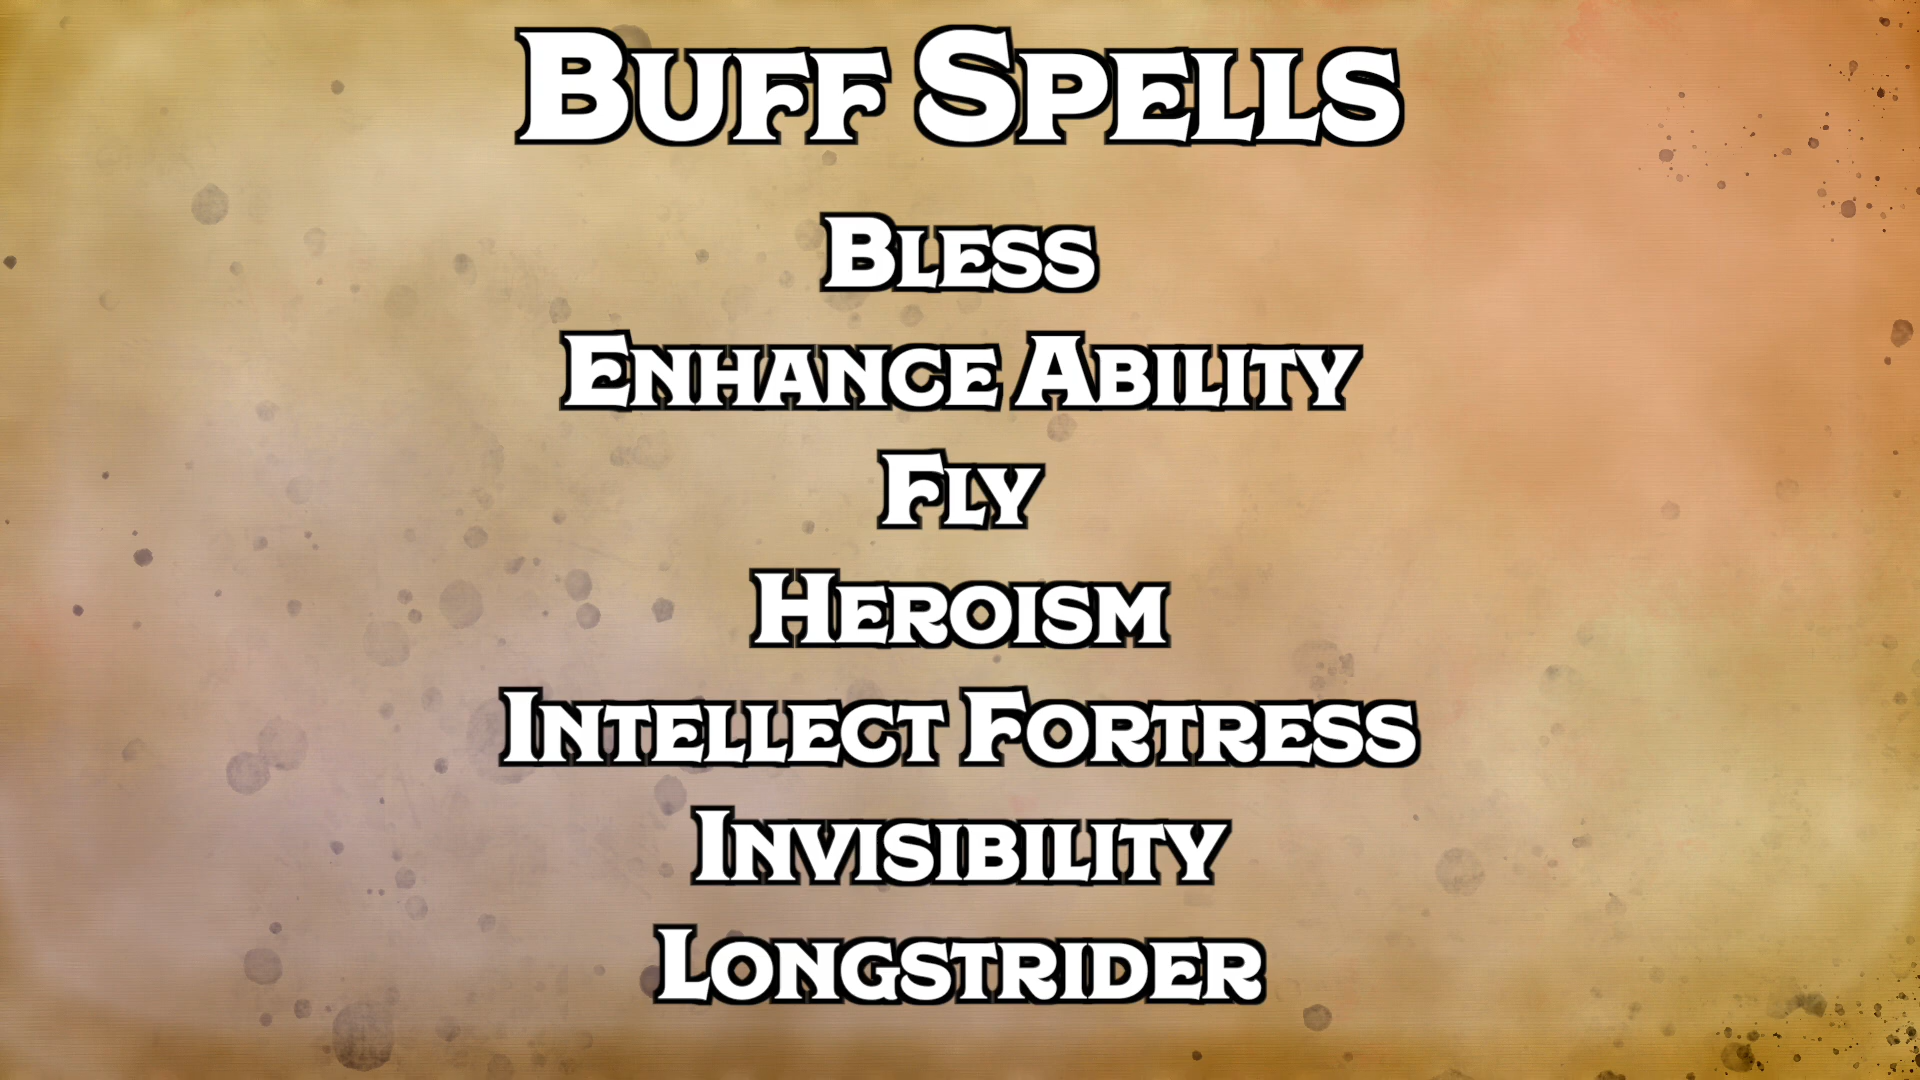 Buff Spells
Bless
Enhance Ability
Fly
Heroism
Intellect Fortress
Invisibility
Longstrider